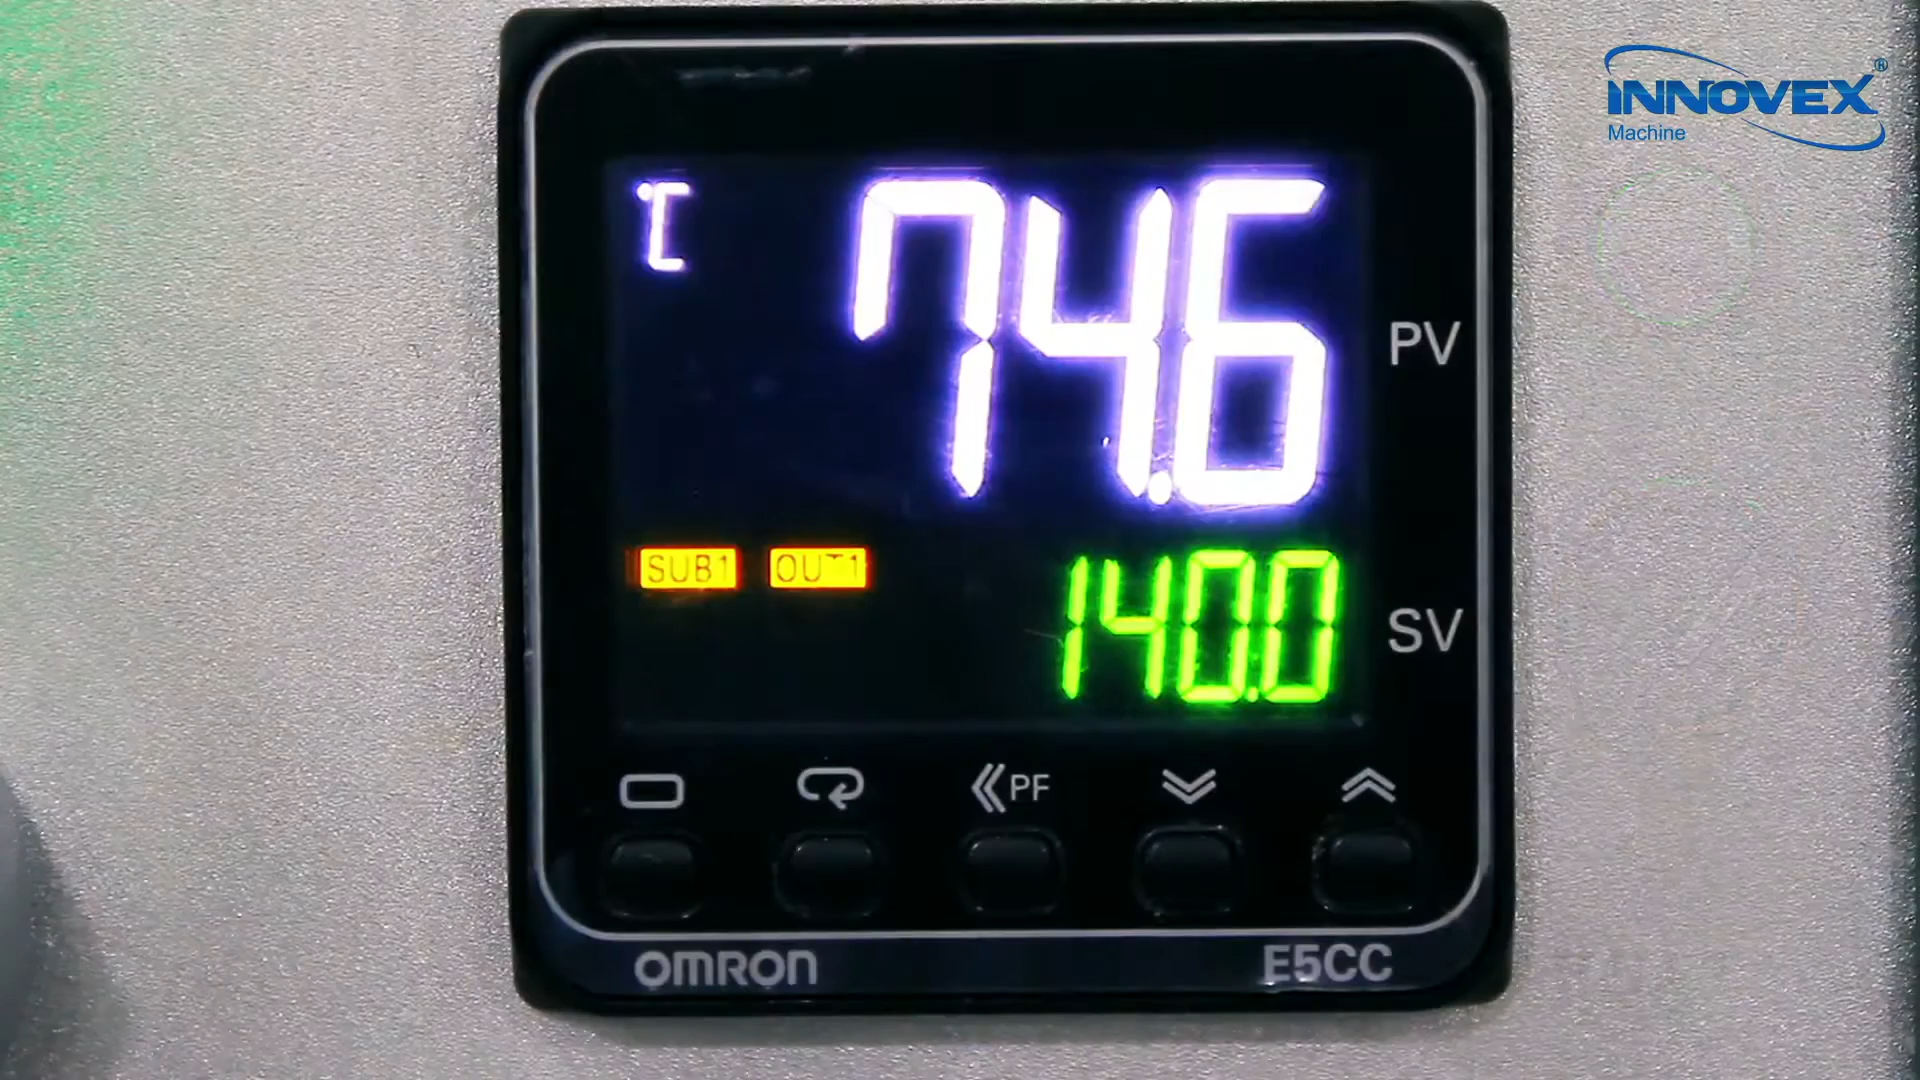 INNOVEX®
Machine
℃ 74.6
PV
SUB1 OUT1 140.0
SV
PF
OMRON E5CC